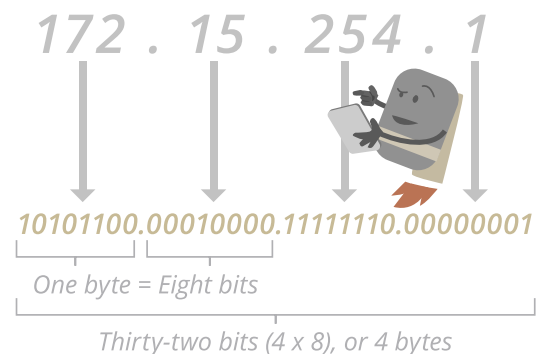 172 . 15 . 254 . 1
10101100.00010000.11111110.00000001
One byte = Eight bits
Thirty-two bits (4 x 8), or 4 bytes